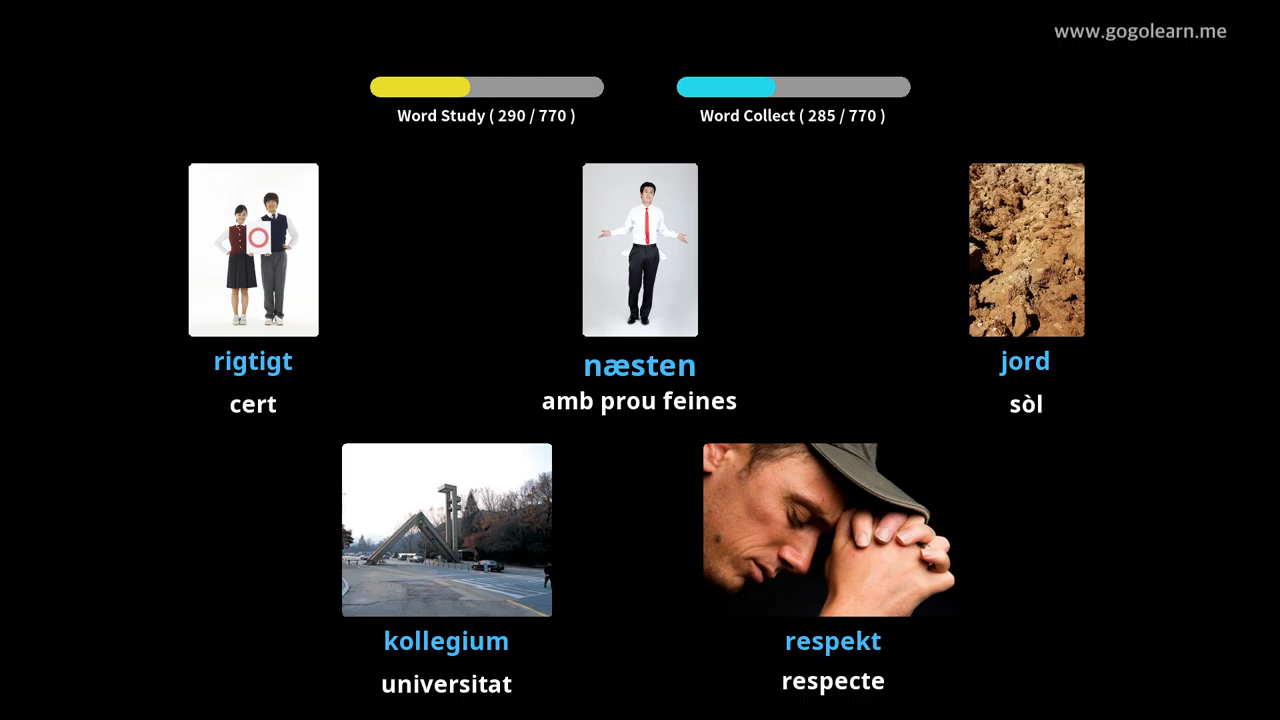 www.gogolearn.me
Word Study ( 290 / 770 )
Word Collect ( 285 / 770 )
rigtigt
cert
næsten
amb prou feines
jord
sòl
kollegium
universitat
respekt
respecte